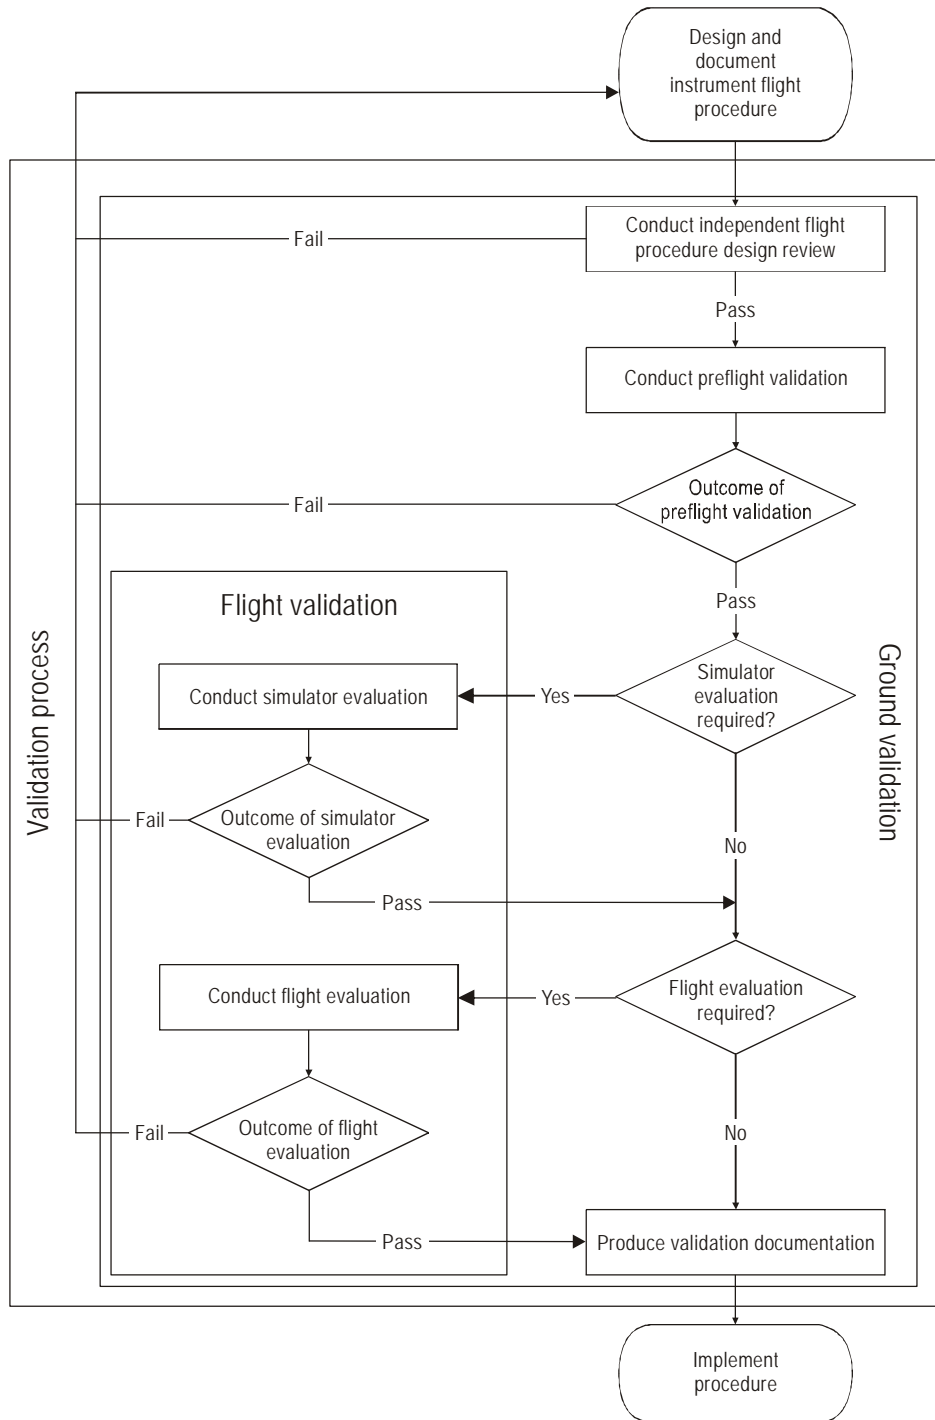 Design and
document
instrument flight
procedure
Fail
Conduct independent flight
procedure design review
Pass
Conduct preflight validation
Outcome of
preflight validation
Fail
Pass
Flight validation
Validation process
Ground validation
Conduct simulator evaluation
Yes
Simulator
evaluation
required?
Fail
Outcome of simulator
evaluation
No
Pass
Conduct flight evaluation
Yes
Flight evaluation
required?
Fail
Outcome of flight
evaluation
No
Pass
Produce validation documentation
Implement
procedure